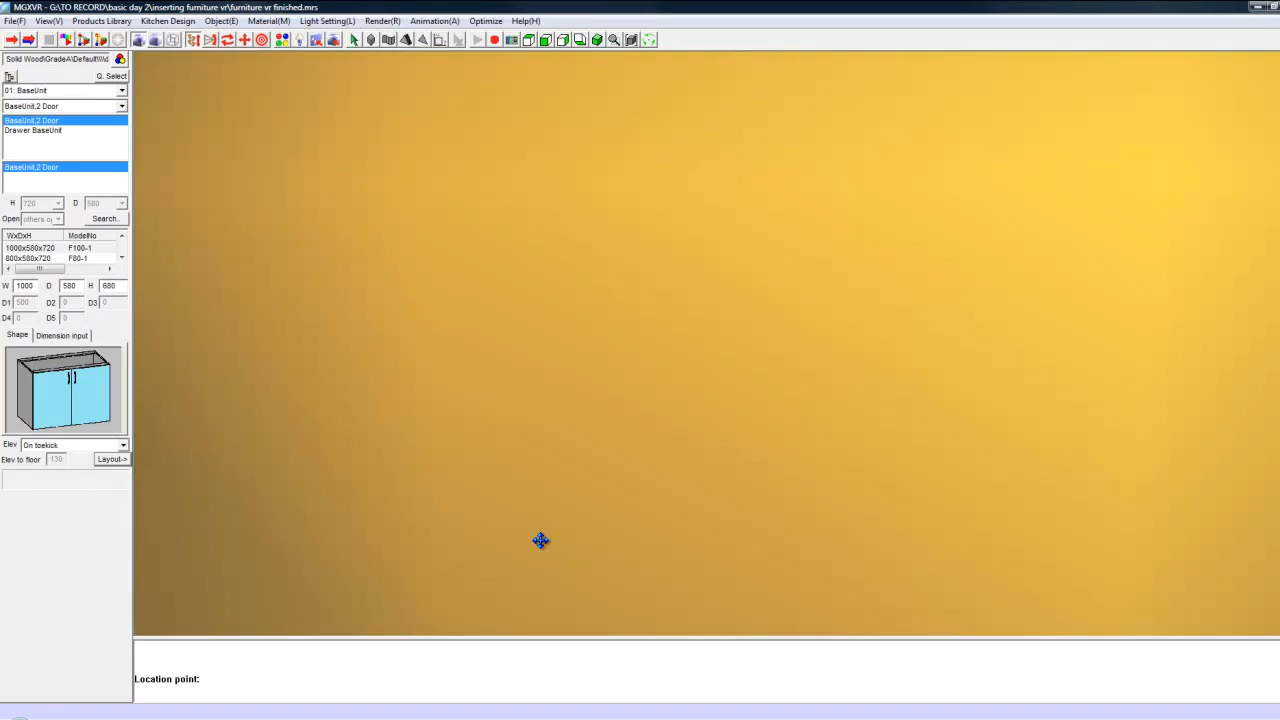 MGXVR - G:\TO RECORD\basic day 2\inserting furniture vr\furniture vr finished.mrs
File(F) View(V) Products Library Kitchen Design Object(E) Material(M) Light Setting(L) Render(R) Animation(A) Optimize Help(H)
Solid Wood\GradeA\Default\\\d
Q. Select
01: BaseUnit
BaseUnit,2 Door
BaseUnit,2 Door
Drawer BaseUnit
BaseUnit,2 Door
H 720 D 580
Open others o Search..
WxDxH ModelNo
1000x580x720 F100-1
800x580x720 F80-1
W 1000 D 580 H 680
D1 500 D2 0 D3 0
D4 0 D5 0
Shape Dimension input
Elev On toekick
Elev to floor 130 Layout->
Location point: